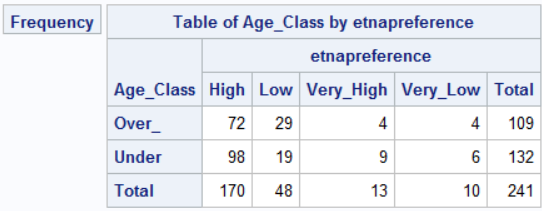 Frequency
Table of Age_Class by etnapreference
etnapreference
Age_Class High Low Very_High Very_Low Total
Over_ 72 29 4 4 109
Under 98 19 9 6 132
Total 170 48 13 10 241